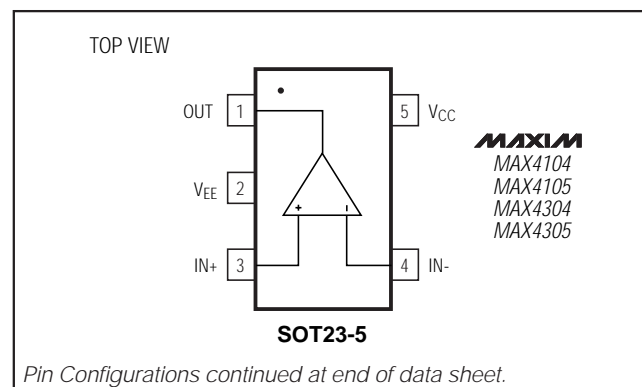 TOP VIEW
OUT 1
5 VCC
MAXIM
MAX4104
MAX4105
MAX4304
MAX4305
VEE 2
+ -
IN+ 3
4 IN-
SOT23-5
Pin Configurations continued at end of data sheet.